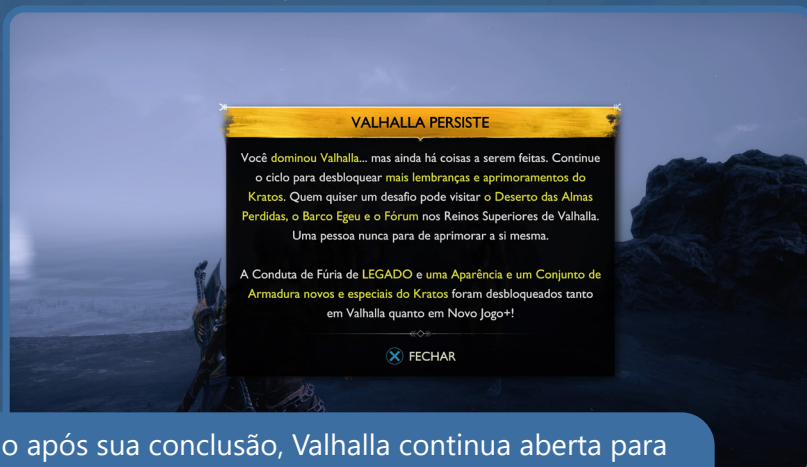 VALHALLA PERSISTE
Você dominou Valhalla... mas ainda há coisas a serem feitas. Continue
o ciclo para desbloquear mais lembranças e aprimoramentos do
Kratos. Quem quiser um desafio pode visitar o Deserto das Almas
Perdidas, o Barco Egeu e o Fórum nos Reinos Superiores de Valhalla.
Uma pessoa nunca para de aprimorar a si mesma.
A Conduta de Fúria de LEGADO e uma Aparência e um Conjunto de
Armadura novos e especiais do Kratos foram desbloqueados tanto
em Valhalla quanto em Novo Jogo+!
FECHAR
o após sua conclusão, Valhalla continua aberta para